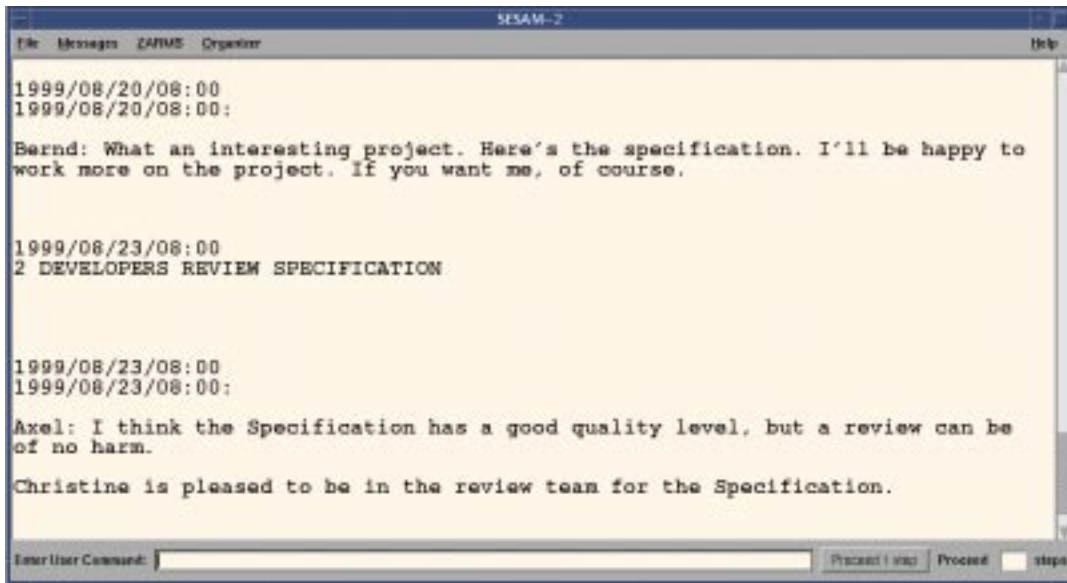 SESAM-2
File Messages ZARMS Organizer Help
1999/08/20/08:00
1999/08/20/08:00:
Bernd: What an interesting project. Here's the specification. I'll be happy to
work more on the project. If you want me, of course.
1999/08/23/08:00
2 DEVELOPERS REVIEW SPECIFICATION
1999/08/23/08:00
1999/08/23/08:00:
Axel: I think the Specification has a good quality level, but a review can be
of no harm.
Christine is pleased to be in the review team for the Specification.
Enter User Command: Proceed 1 step Proceed steps